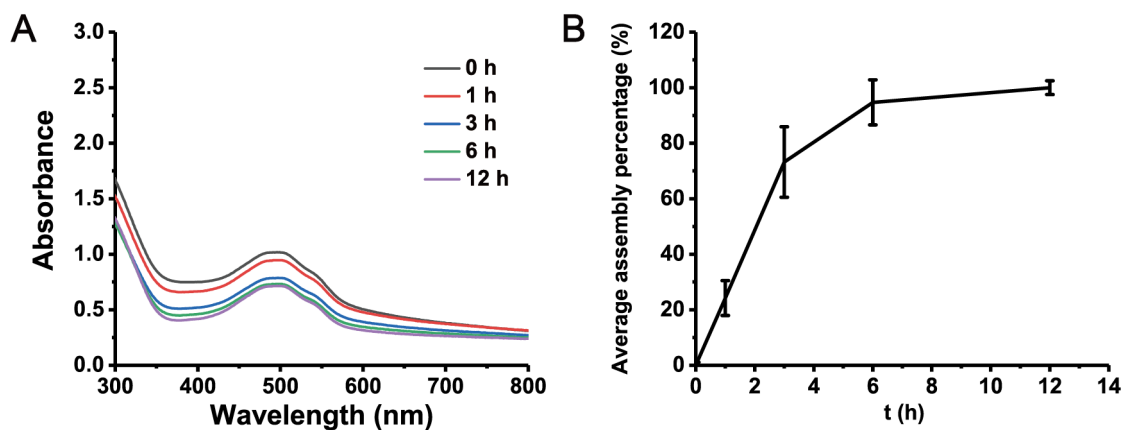 A
3.0
2.5
2.0
1.5
1.0
0.5
0.0
Absorbance
0 h
1 h
3 h
6 h
12 h
300 400 500 600 700 800
Wavelength (nm)
B
120
100
80
60
40
20
0
Average assembly percentage (%)
0 2 4 6 8 10 12 14
t (h)